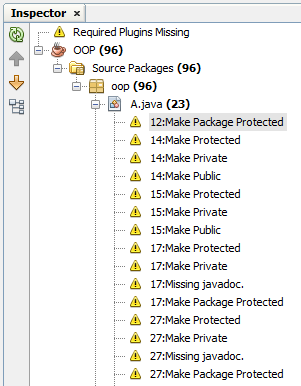 Inspector ×
Required Plugins Missing
OOP (96)
Source Packages (96)
oop (96)
A.java (23)
12:Make Package Protected
14:Make Protected
14:Make Private
14:Make Public
15:Make Protected
15:Make Private
15:Make Public
17:Make Protected
17:Make Private
17:Missing javadoc.
17:Make Package Protected
27:Make Protected
27:Make Private
27:Missing javadoc.
27:Make Package Protected